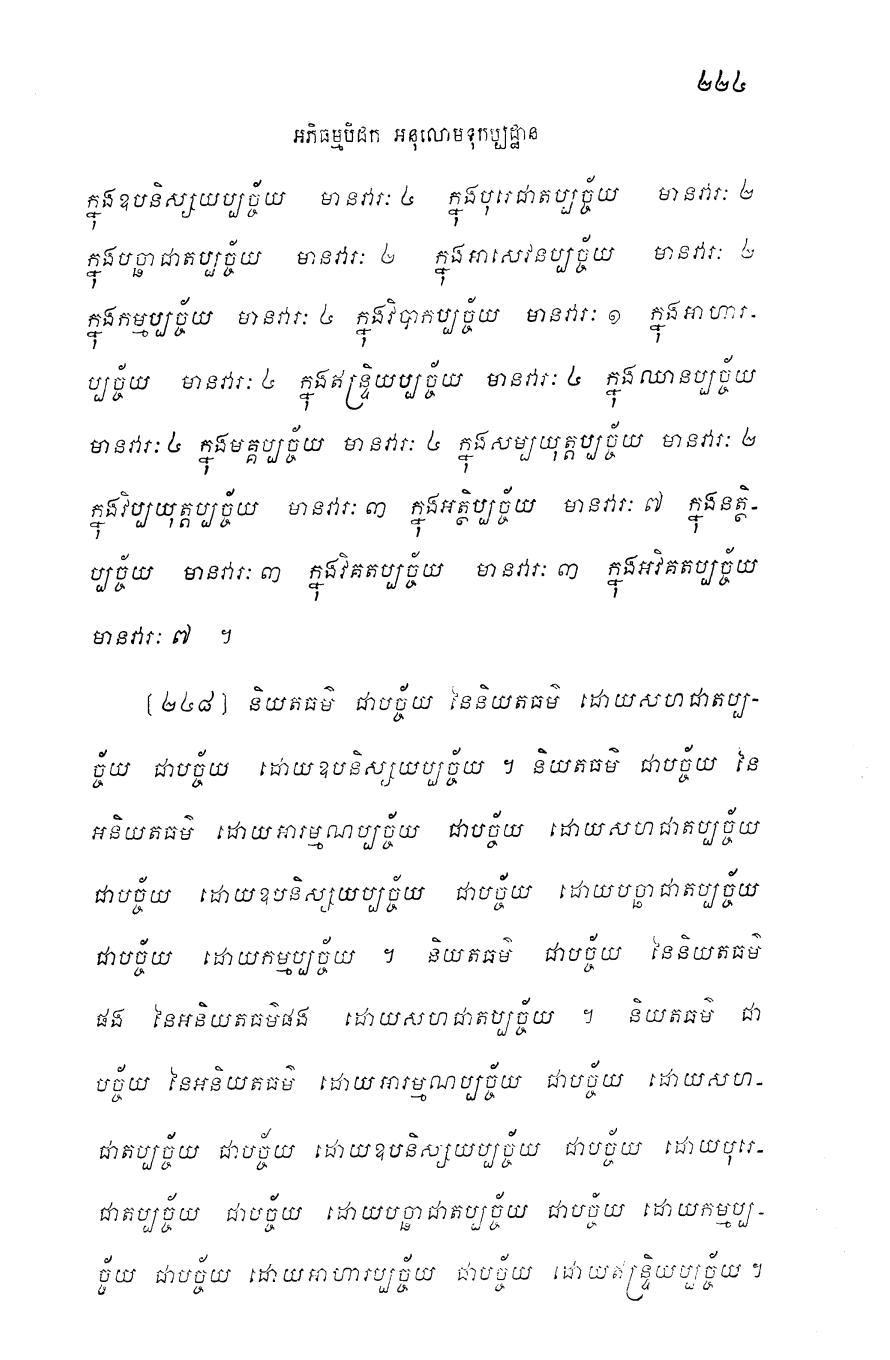 ២២៤
អភិធម្មបិដក អនុលោមទុកប្បដ្ឋាន
ក្នុងឧបនិស្សយប្បច្ច័យ មានវារៈ ៤ ក្នុងបុរេជាតប្បច្ច័យ មានវារៈ ២
ក្នុងបច្ឆាជាតប្បច្ច័យ មានវារៈ ២ ក្នុងអាសេវនប្បច្ច័យ មានវារៈ ២
ក្នុងកម្មប្បច្ច័យ មានវារៈ ៤ ក្នុងវិបាកប្បច្ច័យ មានវារៈ ១ ក្នុងអាហារ-
ប្បច្ច័យ មានវារៈ ៤ ក្នុងឥន្ទ្រិយប្បច្ច័យ មានវារៈ ៤ ក្នុងឈានប្បច្ច័យ
មានវារៈ ៤ ក្នុងមគ្គប្បច្ច័យ មានវារៈ ៤ ក្នុងសម្បយុត្តប្បច្ច័យ មានវារៈ ២
ក្នុងវិប្បយុត្តប្បច្ច័យ មានវារៈ ៣ ក្នុងអត្ថិប្បច្ច័យ មានវារៈ ៧ ក្នុងនត្ថិ-
ប្បច្ច័យ មានវារៈ ៣ ក្នុងវិគតប្បច្ច័យ មានវារៈ ៣ ក្នុងអវិគតប្បច្ច័យ
មានវារៈ ៧ ។
[២៤៨] និយតធម៌ ជាបច្ច័យ នៃនិយតធម៌ ដោយសហជាតប្ប-
ច្ច័យ ជាបច្ច័យ ដោយឧបនិស្សយប្បច្ច័យ ។ និយតធម៌ ជាបច្ច័យ នៃ
អនិយតធម៌ ដោយអារម្មណប្បច្ច័យ ជាបច្ច័យ ដោយសហជាតប្បច្ច័យ
ជាបច្ច័យ ដោយឧបនិស្សយប្បច្ច័យ ជាបច្ច័យ ដោយបច្ឆាជាតប្បច្ច័យ
ជាបច្ច័យ ដោយកម្មប្បច្ច័យ ។ និយតធម៌ ជាបច្ច័យ នៃនិយតធម៌
ផង នៃអនិយតធម៌ផង ដោយសហជាតប្បច្ច័យ ។ និយតធម៌ ជា
បច្ច័យ នៃអនិយតធម៌ ដោយអារម្មណប្បច្ច័យ ជាបច្ច័យ ដោយសហ-
ជាតប្បច្ច័យ ជាបច្ច័យ ដោយឧបនិស្សយប្បច្ច័យ ជាបច្ច័យ ដោយបុរេ-
ជាតប្បច្ច័យ ជាបច្ច័យ ដោយបច្ឆាជាតប្បច្ច័យ ជាបច្ច័យ ដោយកម្មប្ប-
ច្ច័យ ជាបច្ច័យ ដោយអាហារប្បច្ច័យ ជាបច្ច័យ ដោយឥន្ទ្រិយប្បច្ច័យ ។